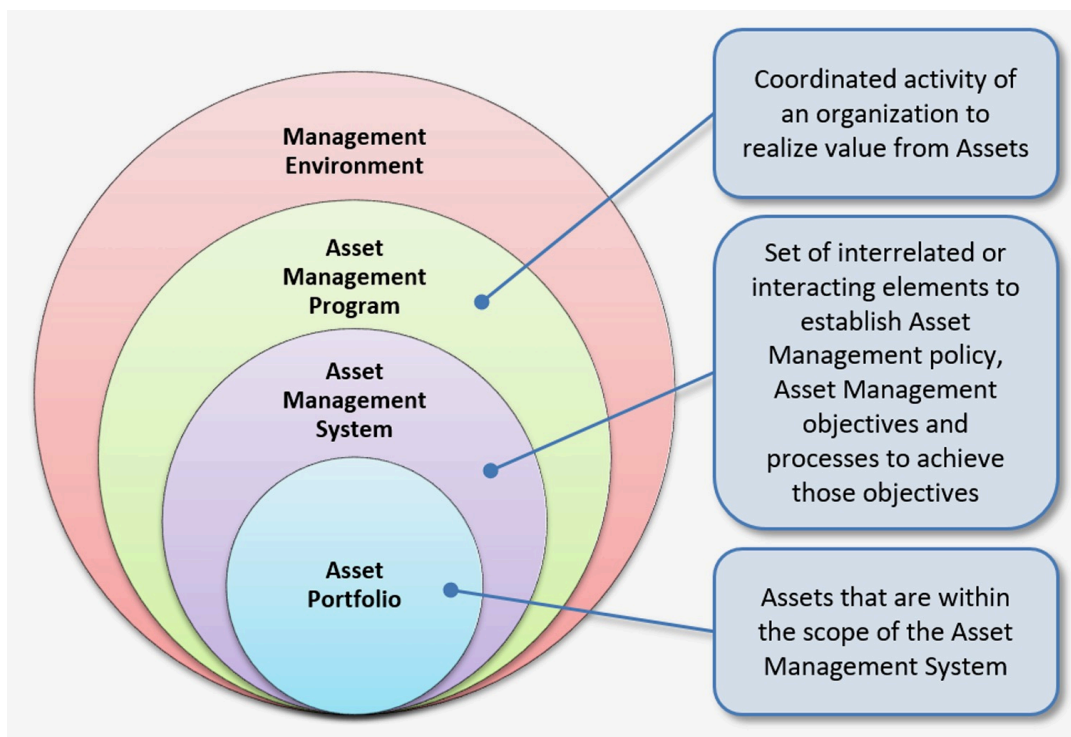 Management
Environment
Asset
Management
Program
Asset
Management
System
Asset
Portfolio
Coordinated activity of
an organization to
realize value from Assets
Set of interrelated or
interacting elements to
establish Asset
Management policy,
Asset Management
objectives and
processes to achieve
those objectives
Assets that are within
the scope of the Asset
Management System